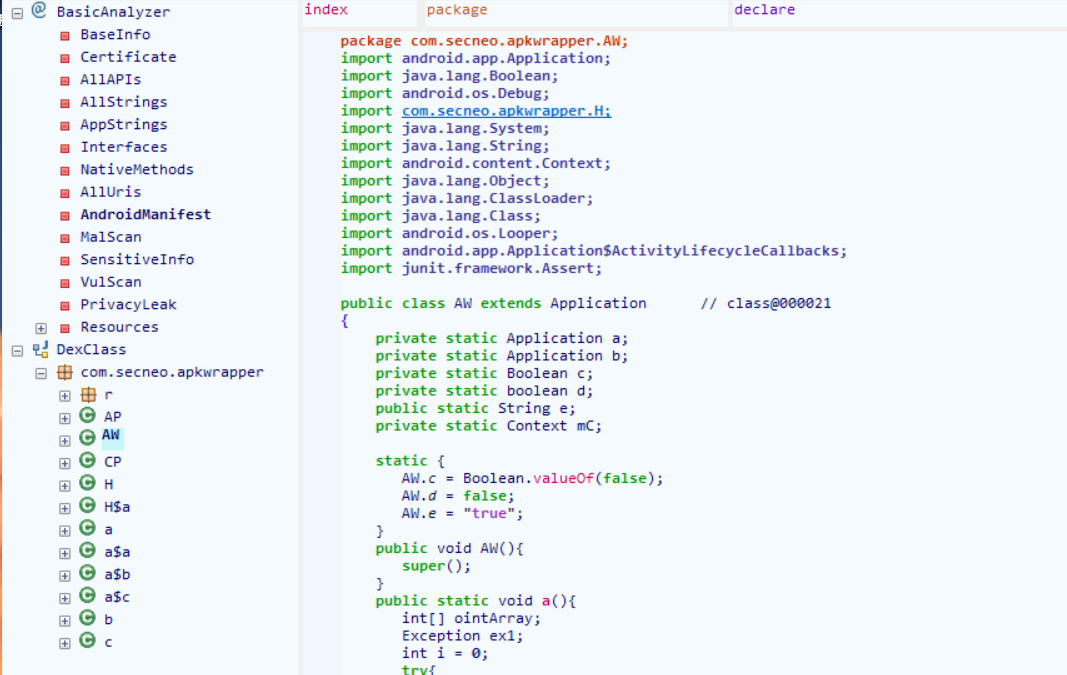 BasicAnalyzer
BaseInfo
Certificate
AllAPIs
AllStrings
AppStrings
Interfaces
NativeMethods
AllUris
AndroidManifest
MalScan
SensitiveInfo
VulScan
PrivacyLeak
Resources
DexClass
com.secneo.apkwrapper
r
AP
AW
CP
H
H$a
a
a$a
a$b
a$c
b
c
index package declare
package com.secneo.apkwrapper.AW;
import android.app.Application;
import java.lang.Boolean;
import android.os.Debug;
import com.secneo.apkwrapper.H;
import java.lang.System;
import java.lang.String;
import android.content.Context;
import java.lang.Object;
import java.lang.ClassLoader;
import java.lang.Class;
import android.os.Looper;
import android.app.Application$ActivityLifecycleCallbacks;
import junit.framework.Assert;
public class AW extends Application // class@000021
{
private static Application a;
private static Application b;
private static Boolean c;
private static boolean d;
public static String e;
private static Context mC;
static {
AW.c = Boolean.valueOf(false);
AW.d = false;
AW.e = "true";
}
public void AW(){
super();
}
public static void a(){
int[] ointArray;
Exception ex1;
int i = 0;
try{